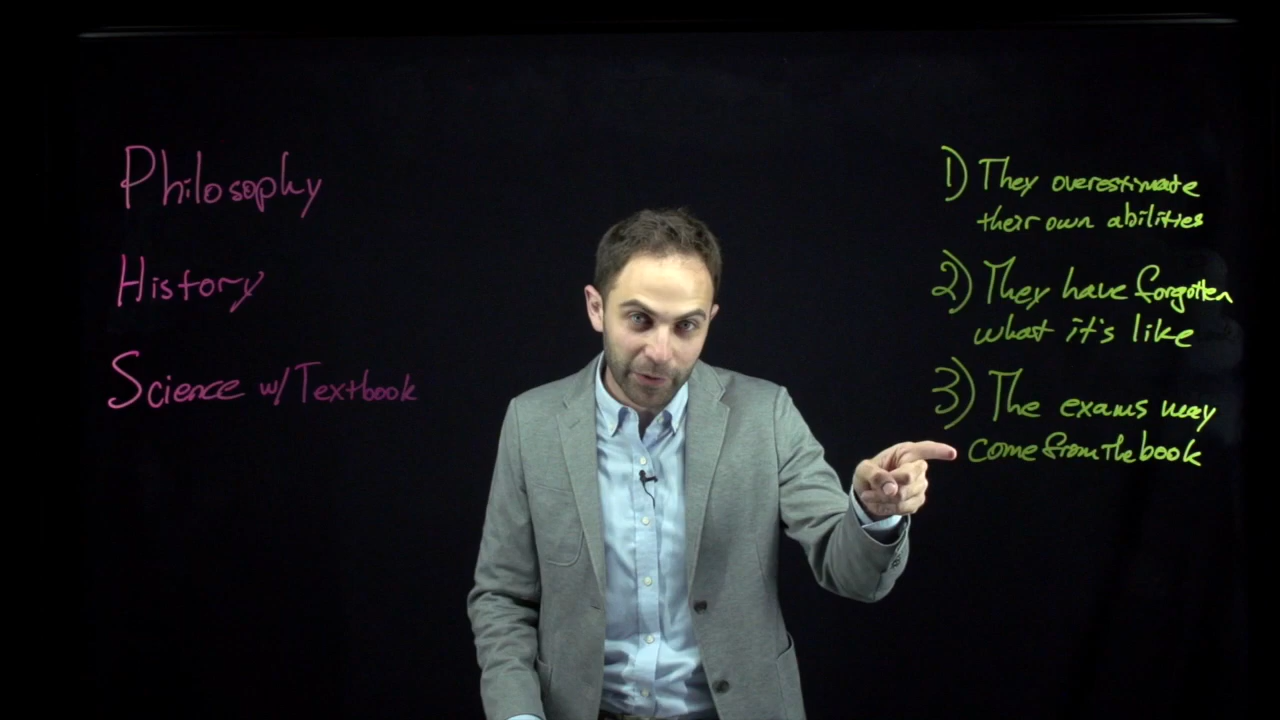 Philosophy
History
Science w/ Textbook
1) They overestimate
their own abilities
2) They have forgotten
what it's like
3) The exams may
come from the book